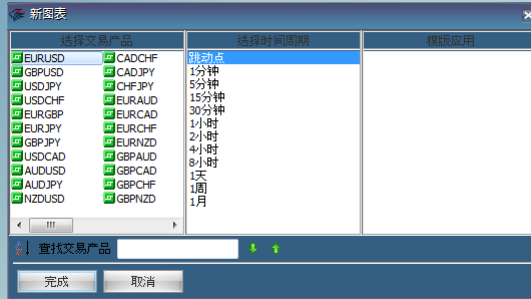 新图表
选择交易产品 选择时间周期 模版应用
EURUSD CADCHF 跳动点
GBPUSD CADJPY 1分钟
USDJPY CHFJPY 5分钟
USDCHF EURAUD 15分钟
EURGBP EURCAD 30分钟
EURJPY EURCHF 1小时
GBPJPY EURNZD 2小时
USDCAD GBPAUD 4小时
AUDUSD GBPCAD 8小时
AUDJPY GBPCHF 1天
NZDUSD GBPNZD 1周
1月
查找交易产品
完成 取消